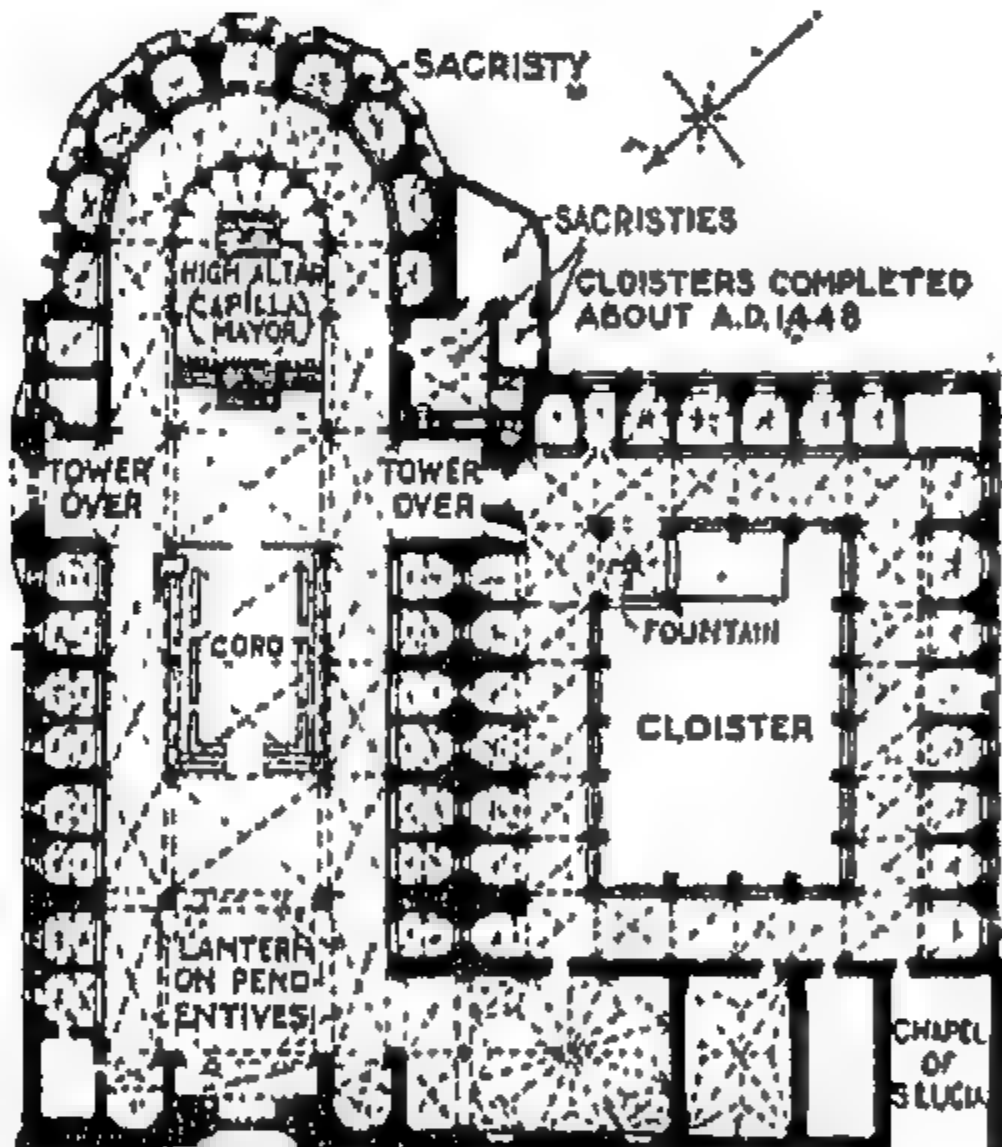 SACRISTY
SACRISTIES
CLOISTERS COMPLETED
ABOUT A.D. 1448
HIGH ALTAR
(CAPILLA
MAYOR)
TOWER
OVER
TOWER
OVER
CORO
FOUNTAIN
CLOISTER
LANTERN
ON PEND
ENTIVES
CHAPEL
OF
S LUCIA